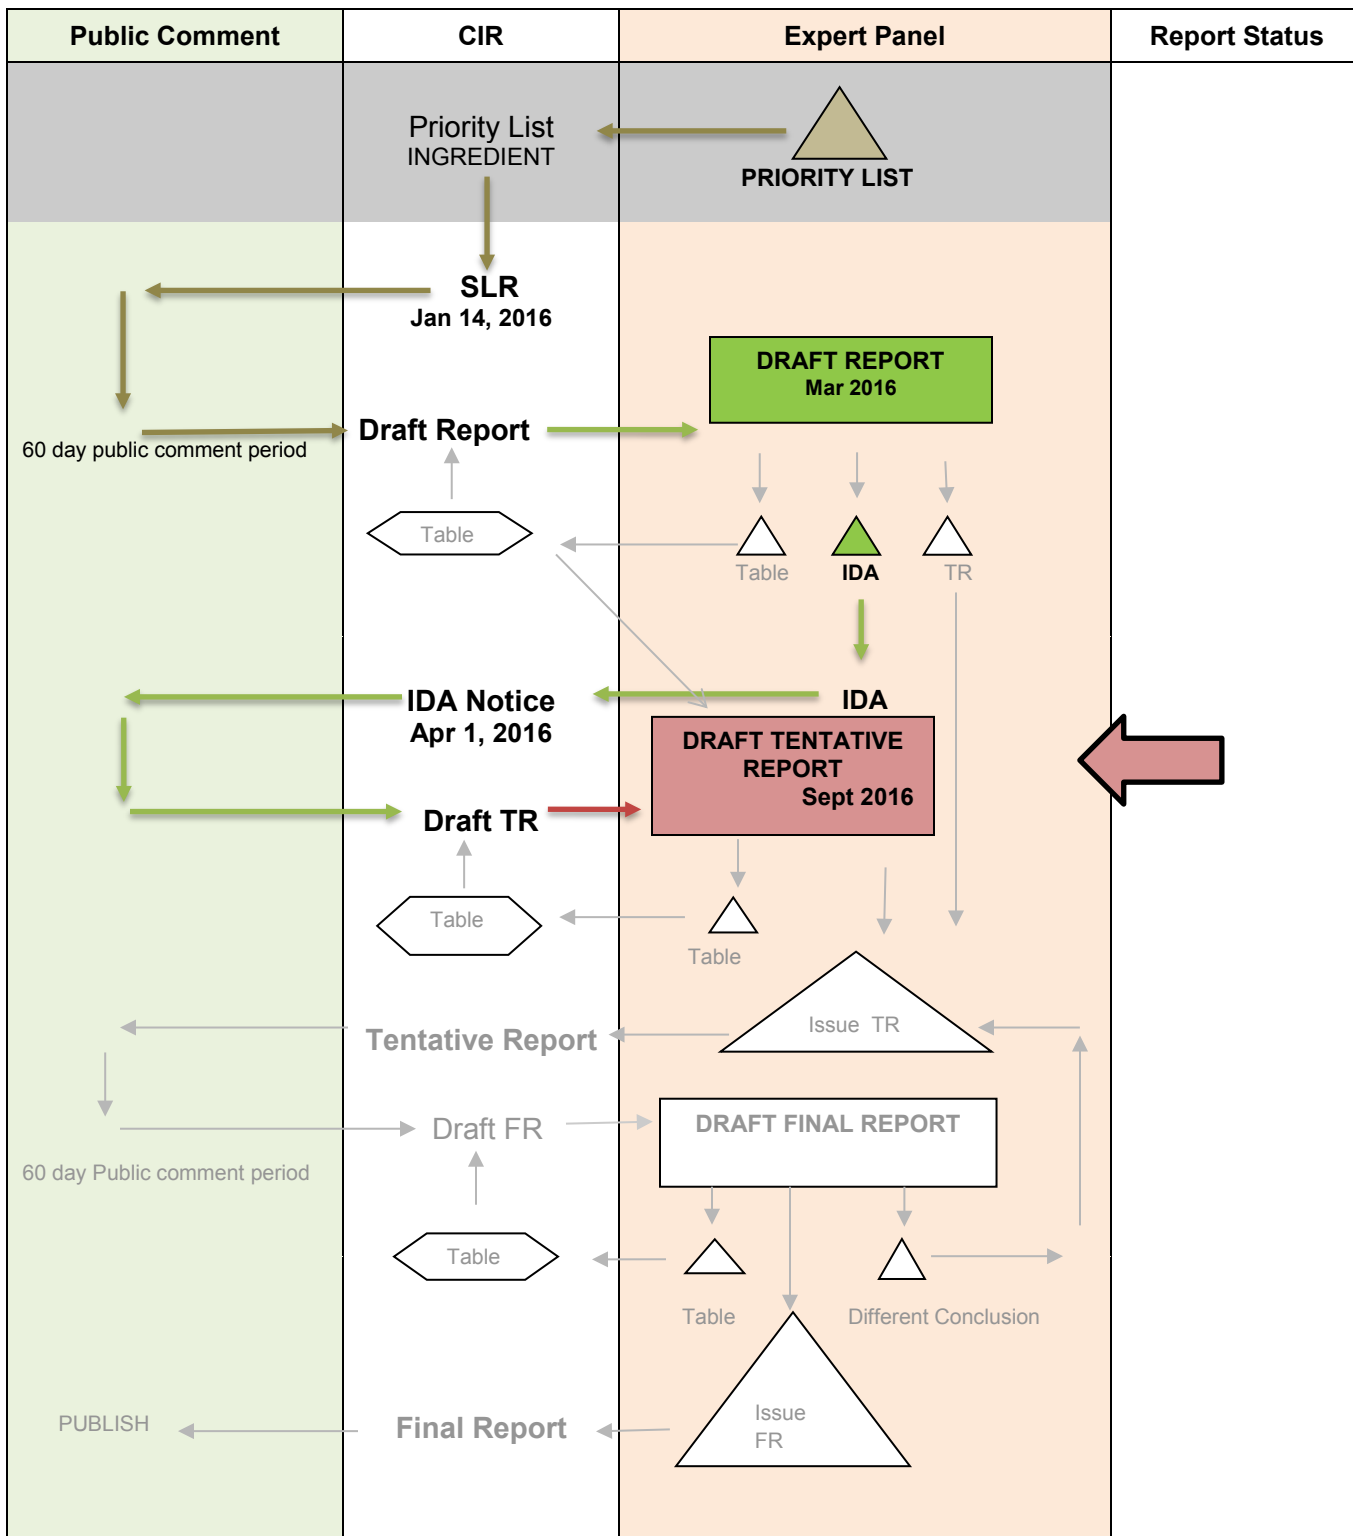 Public Comment
CIR
Expert Panel
Report Status
Priority List
INGREDIENT
PRIORITY LIST
SLR
Jan 14, 2016
DRAFT REPORT
Mar 2016
60 day public comment period
Draft Report
Table
Table
IDA
TR
IDA Notice
Apr 1, 2016
IDA
DRAFT TENTATIVE
REPORT
Sept 2016
Draft TR
Table
Table
Tentative Report
Issue TR
Draft FR
DRAFT FINAL REPORT
60 day Public comment period
Table
Table
Different Conclusion
PUBLISH
Final Report
Issue
FR